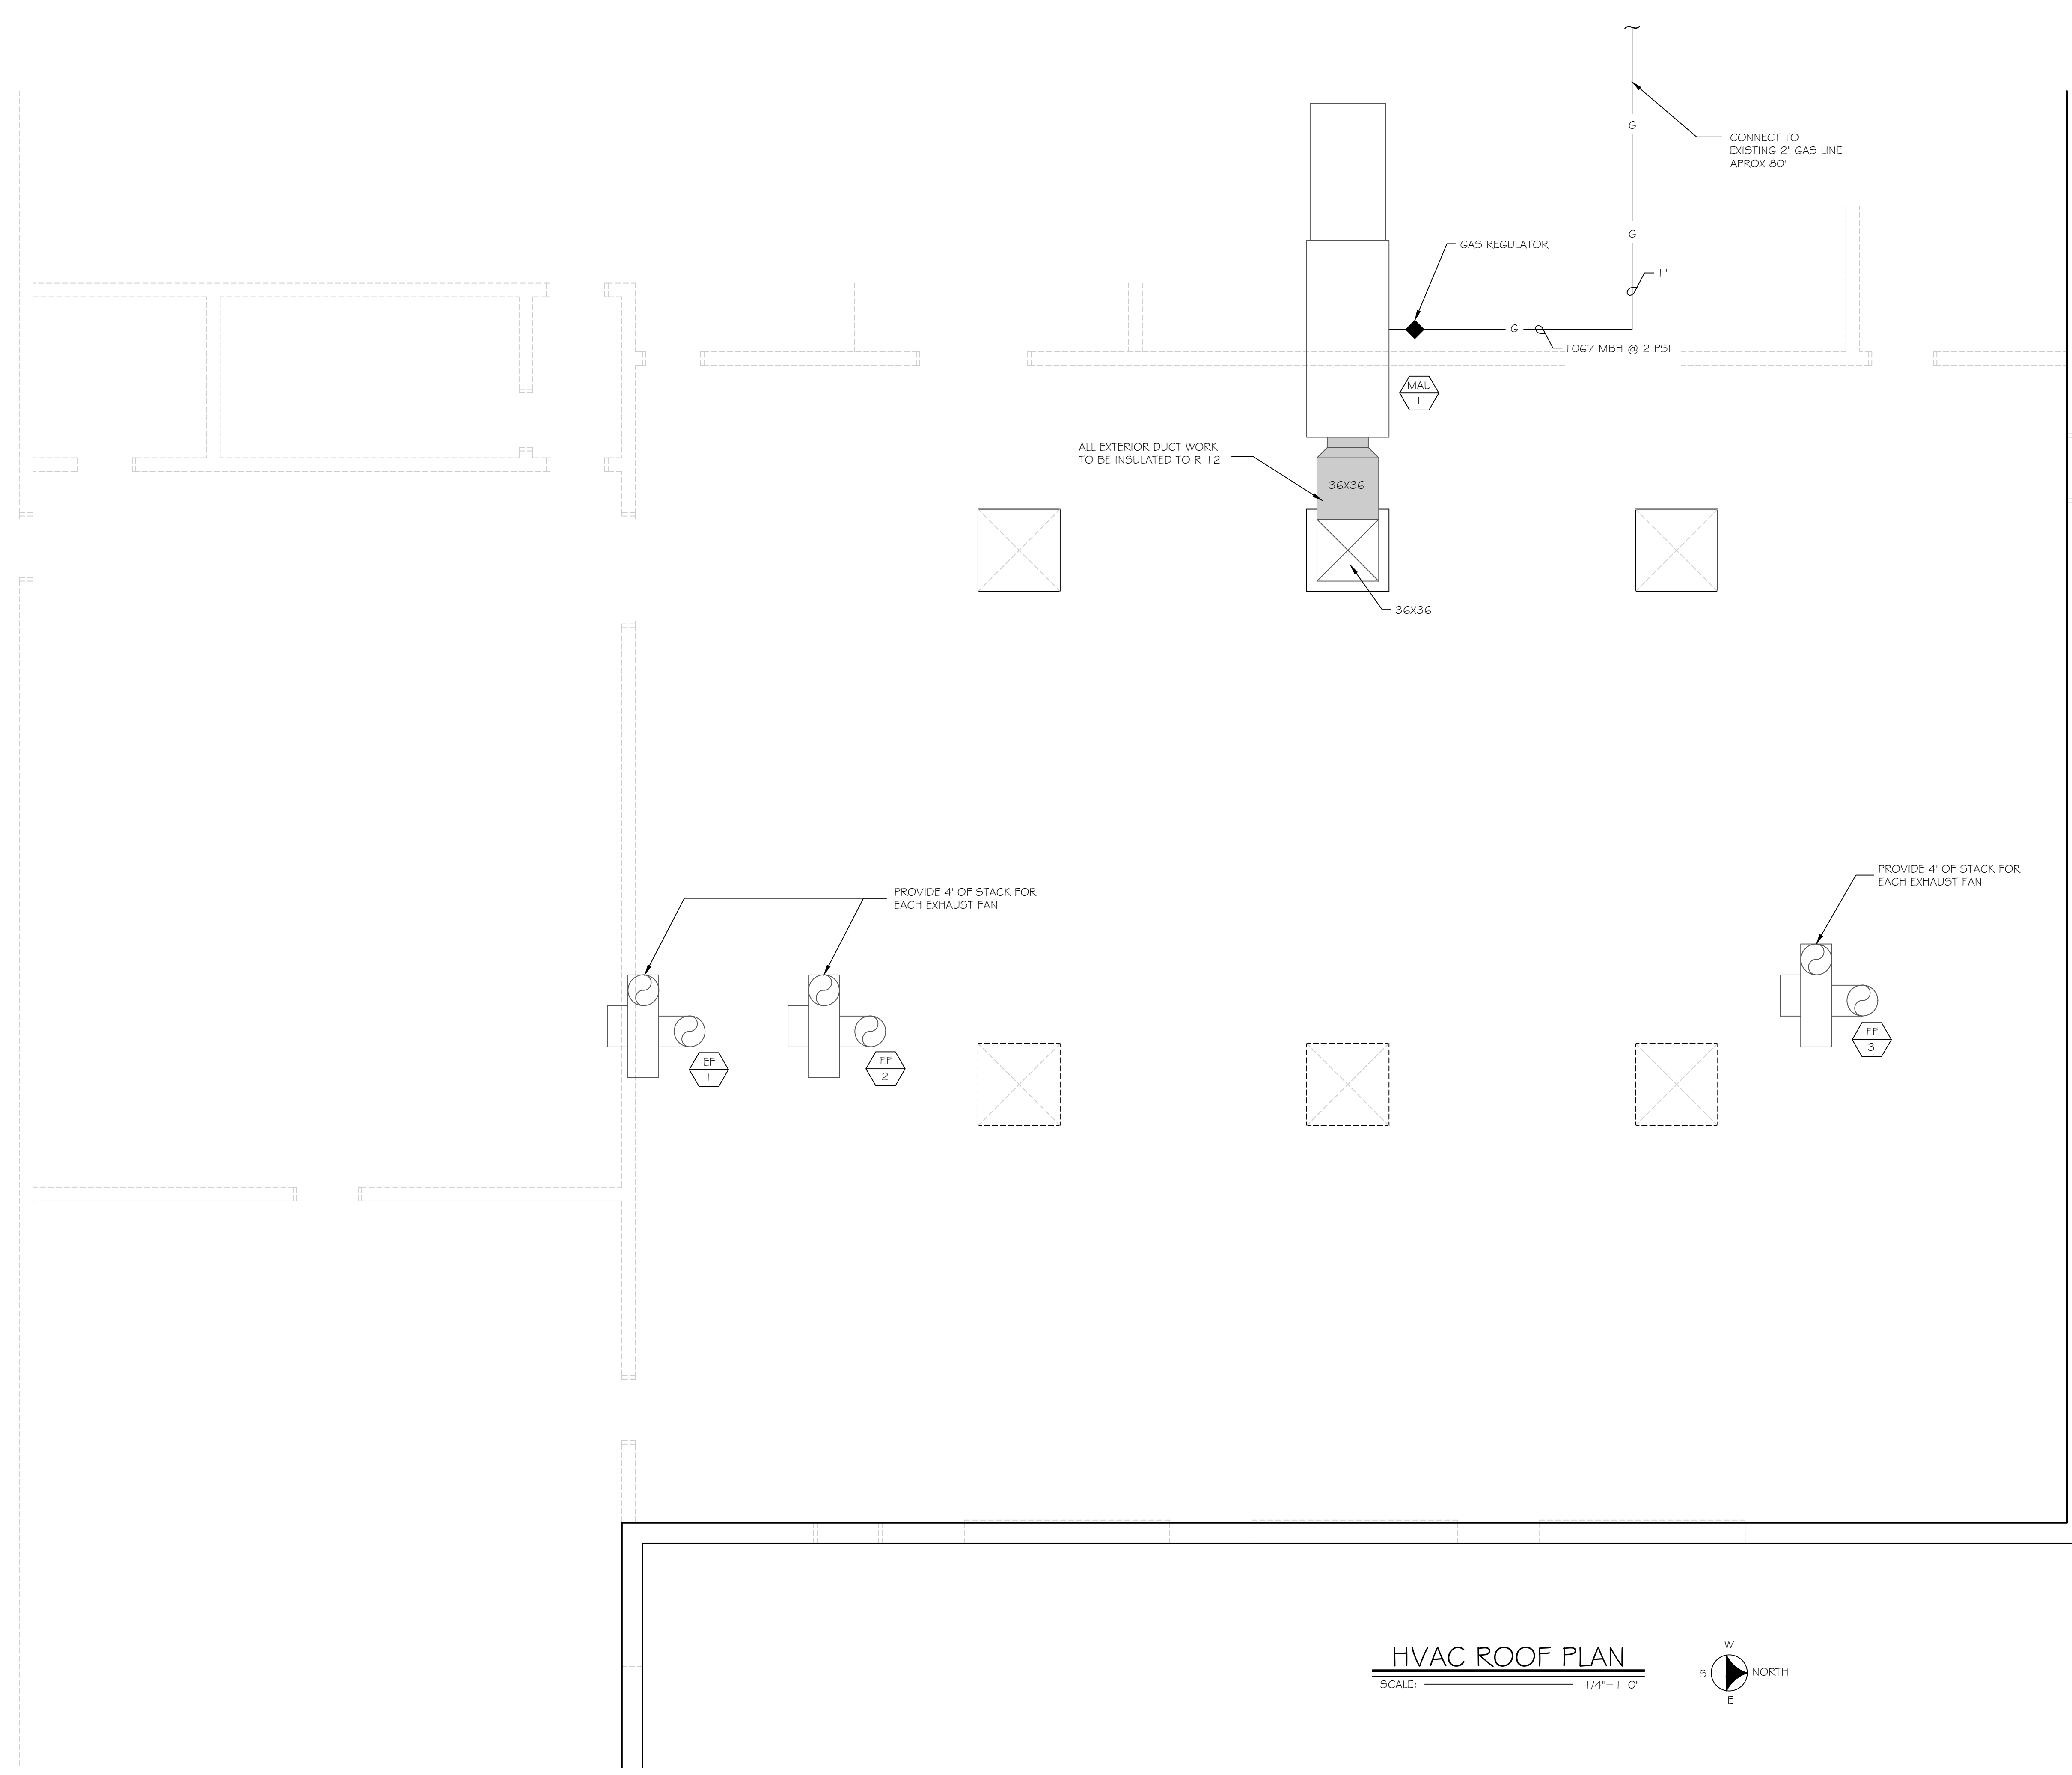 G
CONNECT TO
EXISTING 2" GAS LINE
APROX 80'
G
GAS REGULATOR
1"
G
1067 MBH @ 2 PSI
MAU
1
ALL EXTERIOR DUCT WORK
TO BE INSULATED TO R-12
36X36
36X36
PROVIDE 4' OF STACK FOR
EACH EXHAUST FAN
PROVIDE 4' OF STACK FOR
EACH EXHAUST FAN
EF
1
EF
2
EF
3
HVAC ROOF PLAN
SCALE: 1/4"=1'-0"
W
S
NORTH
E